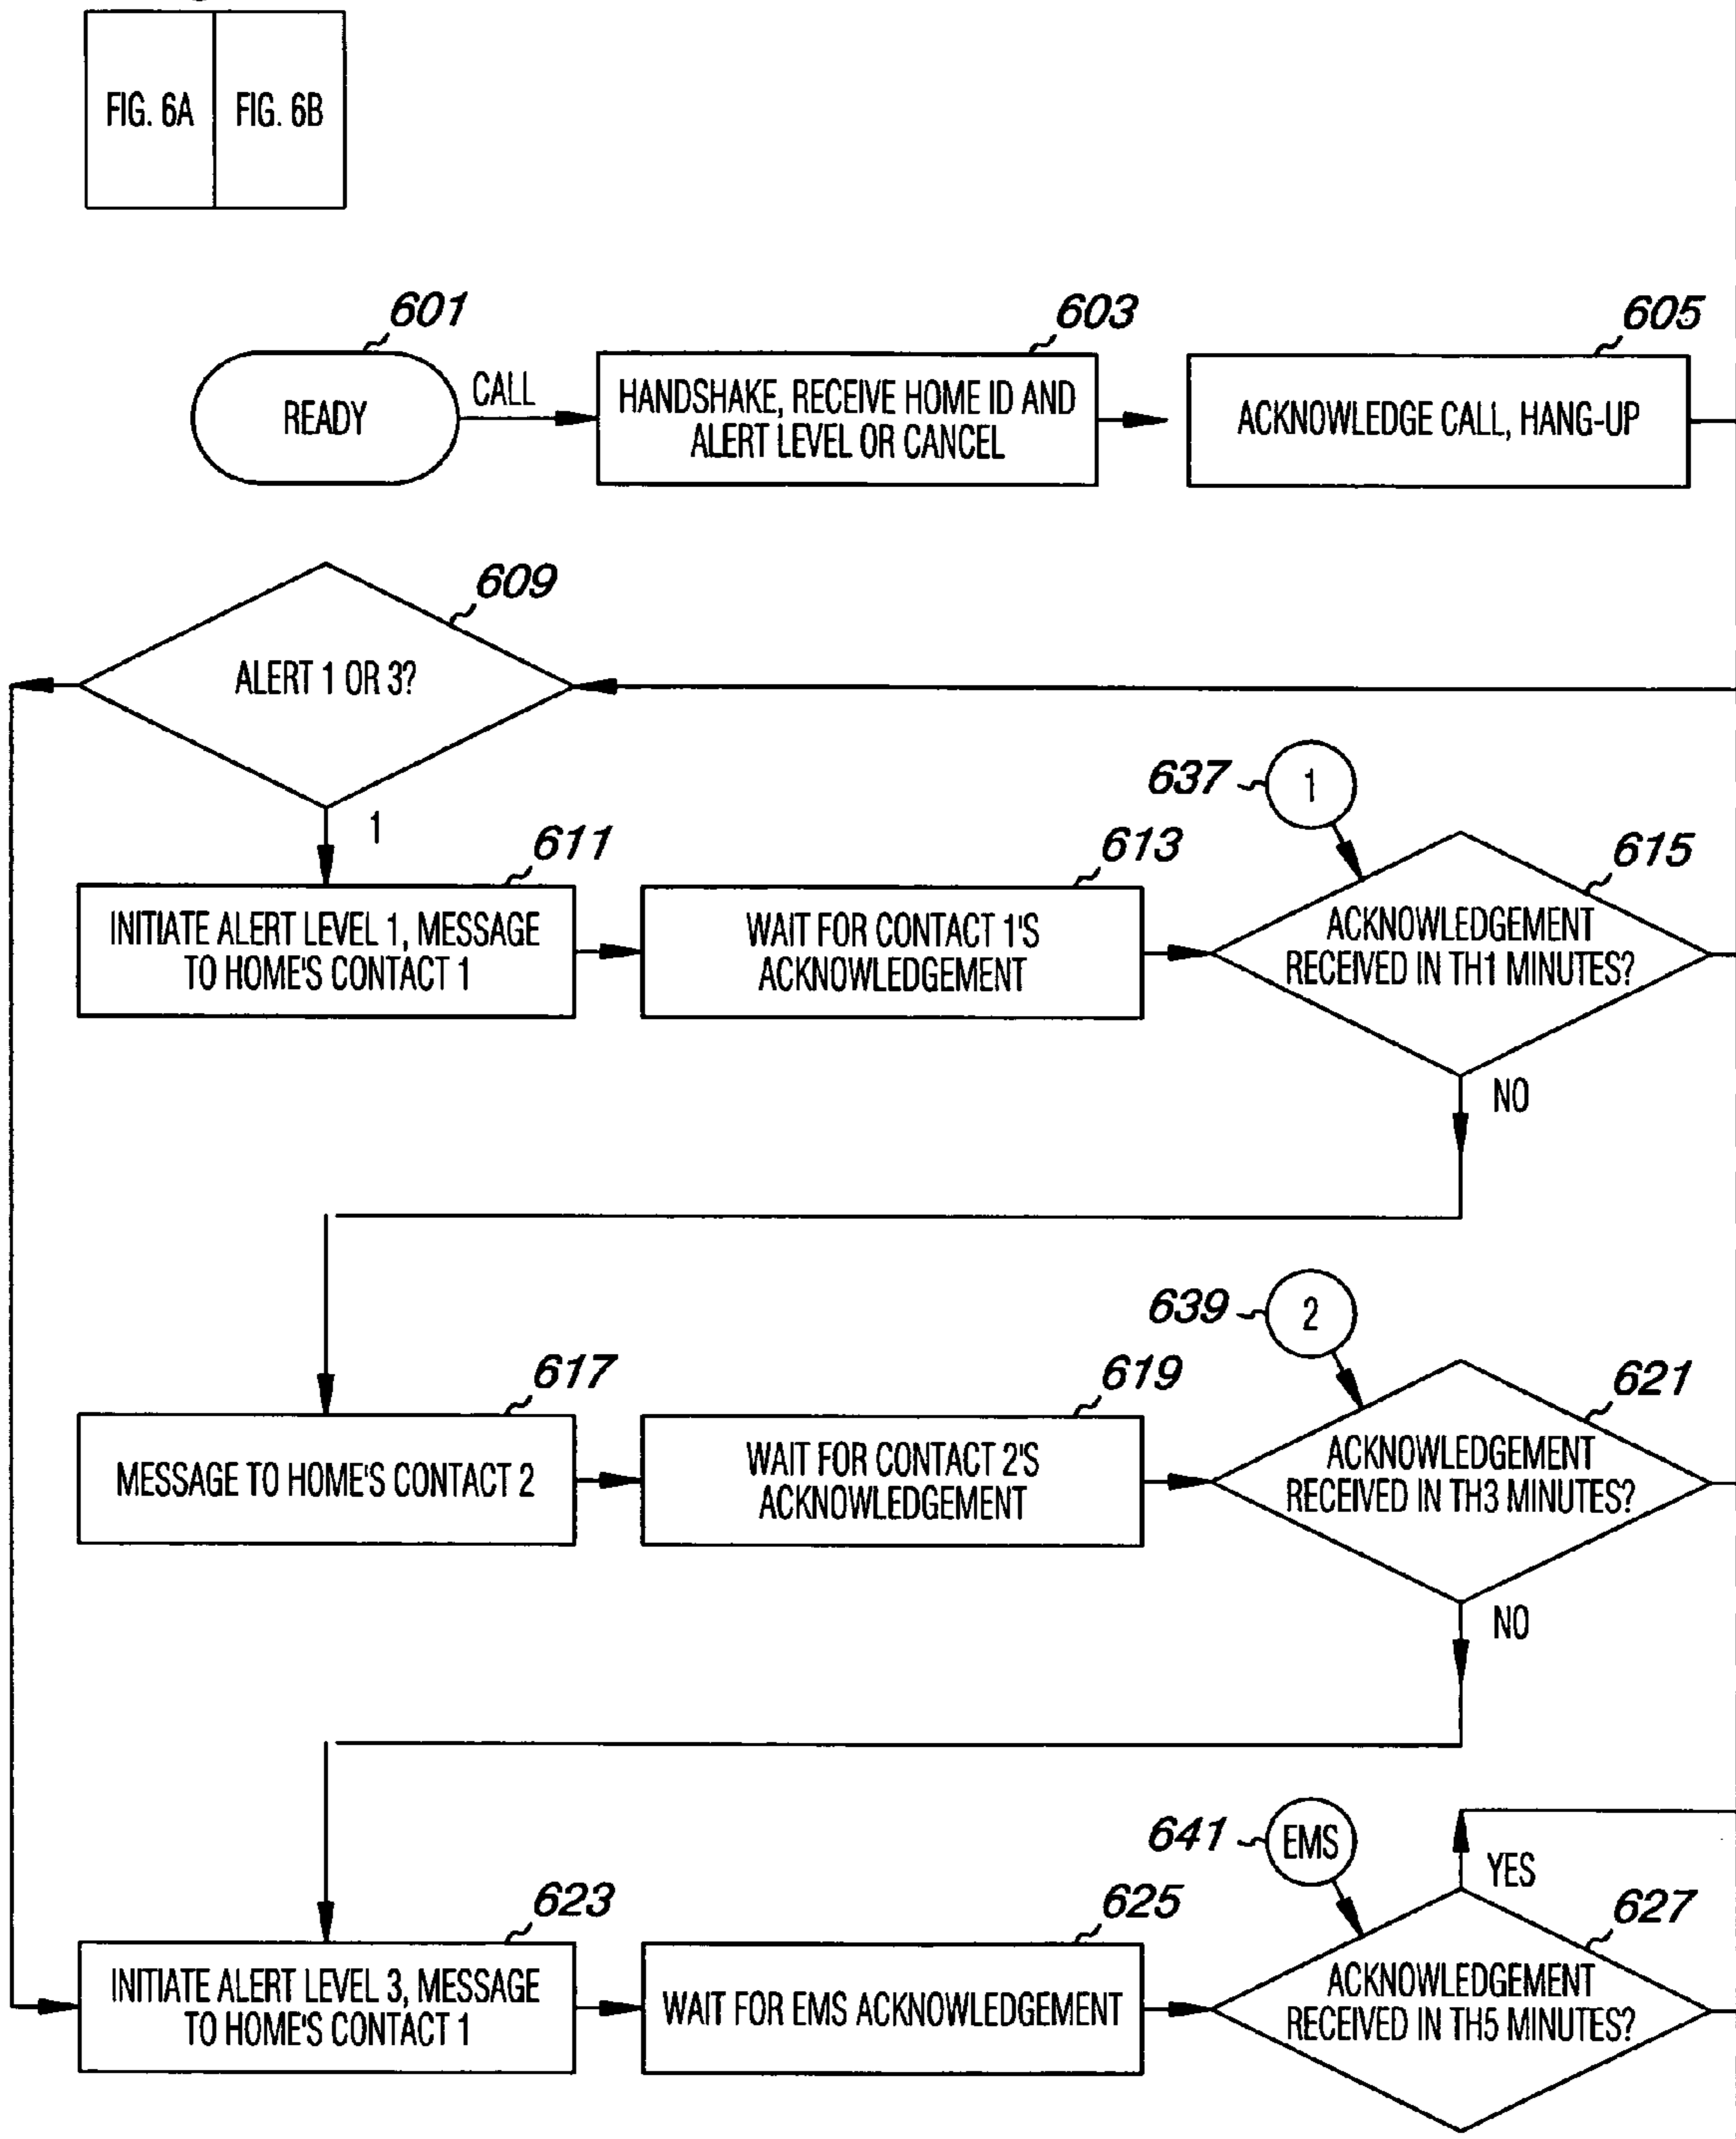 FIG. 6A
FIG. 6B
601
READY
CALL
603
HANDSHAKE, RECEIVE HOME ID AND
ALERT LEVEL OR CANCEL
605
ACKNOWLEDGE CALL, HANG-UP
609
ALERT 1 OR 3?
1
611
INITIATE ALERT LEVEL 1, MESSAGE
TO HOME'S CONTACT 1
613
WAIT FOR CONTACT 1'S
ACKNOWLEDGEMENT
637
1
615
ACKNOWLEDGEMENT
RECEIVED IN TH1 MINUTES?
NO
617
MESSAGE TO HOME'S CONTACT 2
619
WAIT FOR CONTACT 2'S
ACKNOWLEDGEMENT
639
2
621
ACKNOWLEDGEMENT
RECEIVED IN TH3 MINUTES?
NO
623
INITIATE ALERT LEVEL 3, MESSAGE
TO HOME'S CONTACT 1
625
WAIT FOR EMS ACKNOWLEDGEMENT
641
EMS
YES
627
ACKNOWLEDGEMENT
RECEIVED IN TH5 MINUTES?